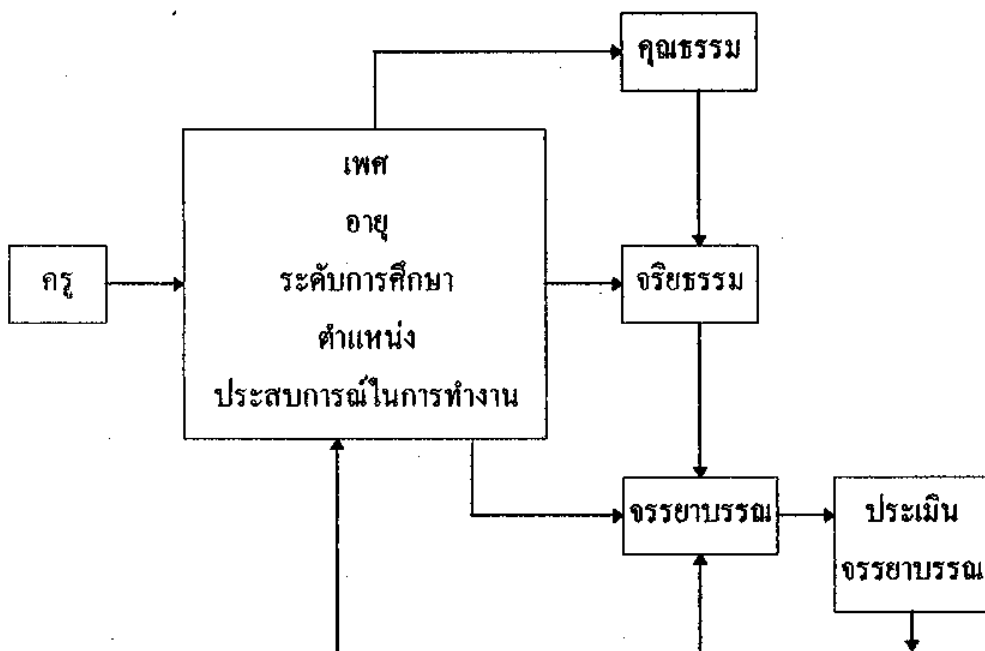 คุณธรรม
เพศ
อายุ
ระดับการศึกษา
ตำแหน่ง
ประสบการณ์ในการทำงาน
ครู
จริยธรรม
จรรยาบรรณ
ประเมิน
จรรยาบรรณ